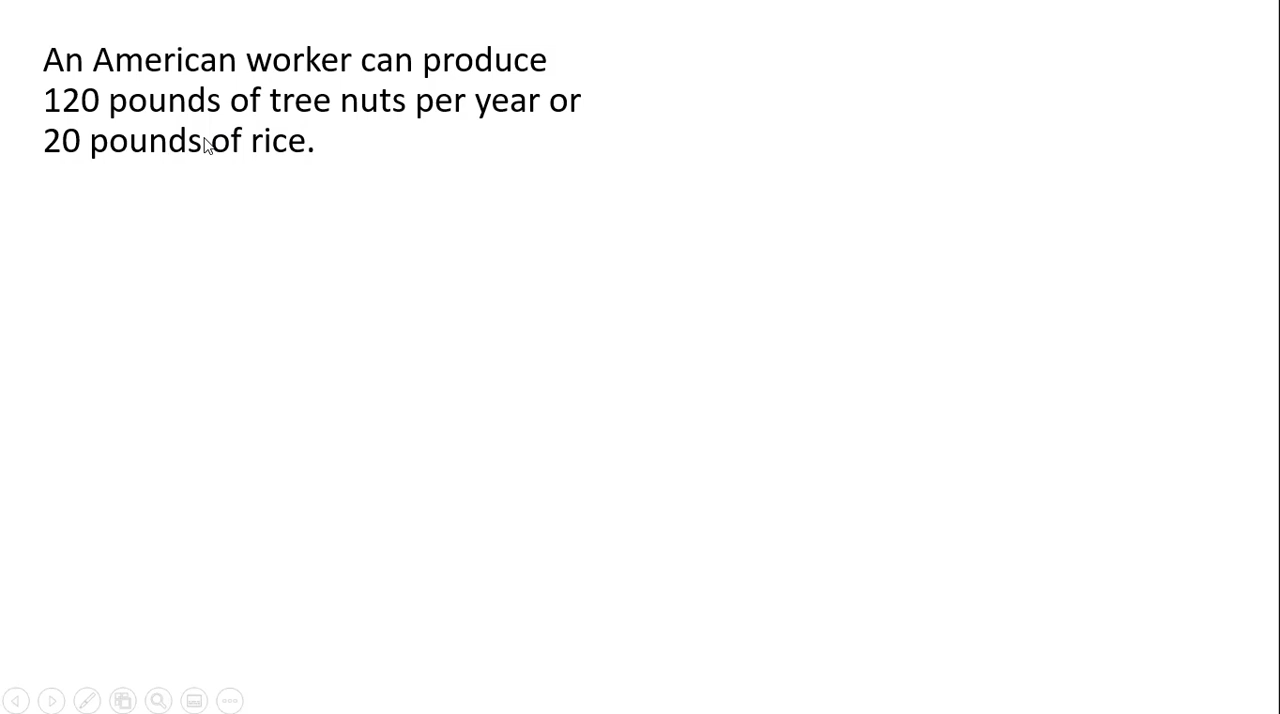 An American worker can produce
120 pounds of tree nuts per year or
20 pounds of rice.